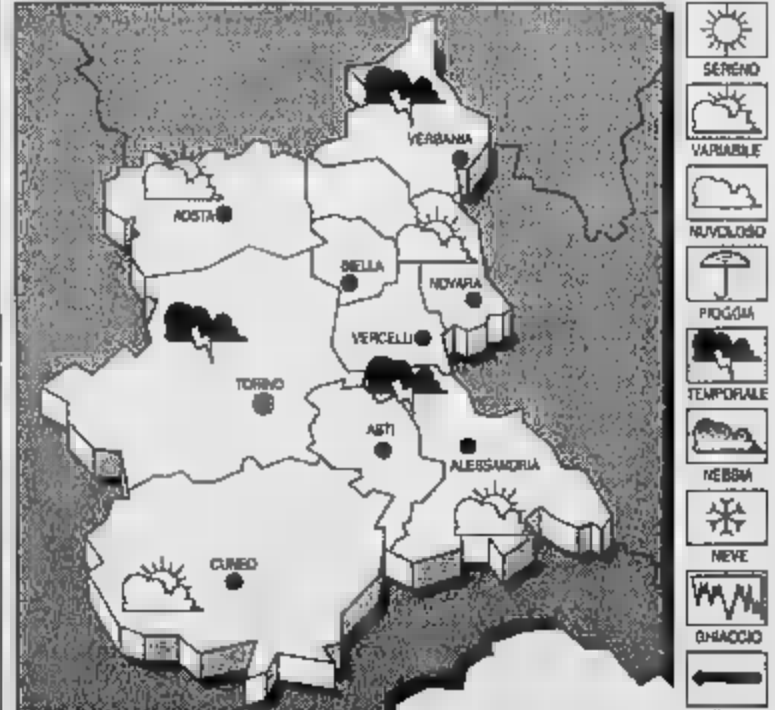 VERBANIA
AOSTA
BIELLA
NOVARA
VERCELLI
TORINO
ASTI
ALESSANDRIA
CUNEO
SERENO
VARIABILE
NUVOLOSO
PIOGGIA
TEMPORALE
NEBBIA
NEVE
GHIACCIO